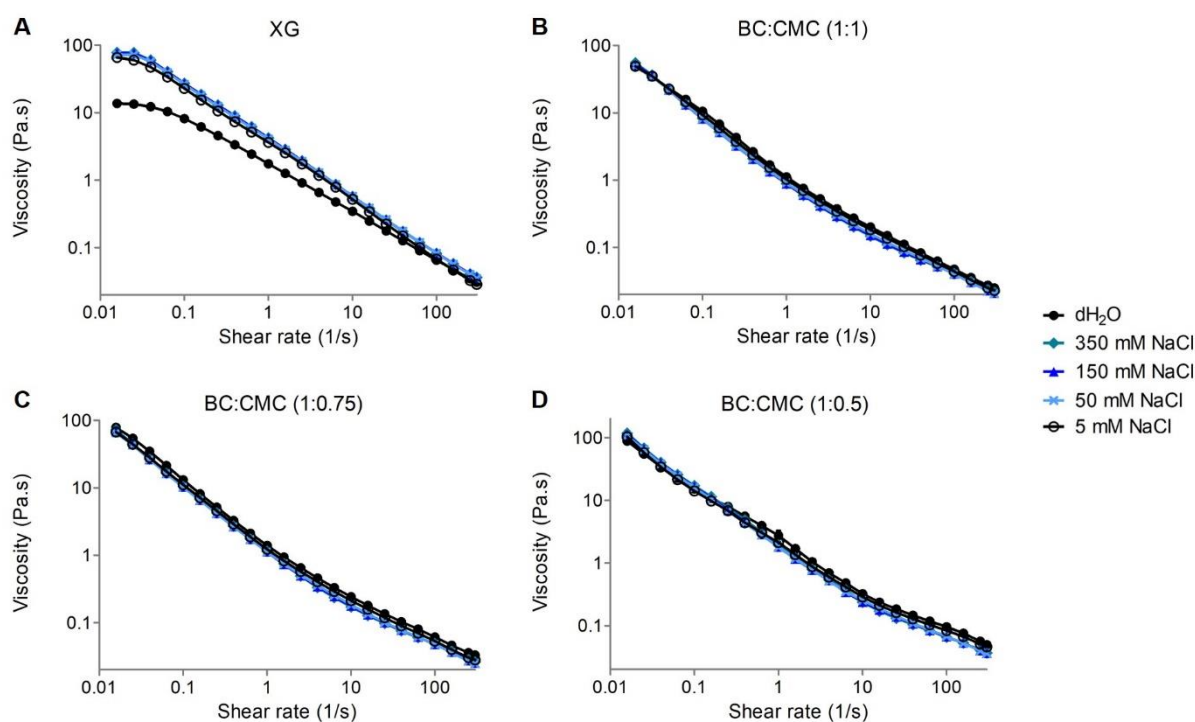 A
XG
Viscosity (Pa.s)
100
10
1
0.1
0.01
0.1
1
10
100
Shear rate (1/s)
B
BC:CMC (1:1)
Viscosity (Pa.s)
100
10
1
0.1
0.01
0.1
1
10
100
Shear rate (1/s)
dH₂O
350 mM NaCl
150 mM NaCl
50 mM NaCl
5 mM NaCl
C
BC:CMC (1:0.75)
Viscosity (Pa.s)
100
10
1
0.1
0.01
0.1
1
10
100
Shear rate (1/s)
D
BC:CMC (1:0.5)
Viscosity (Pa.s)
100
10
1
0.1
0.01
0.1
1
10
100
Shear rate (1/s)